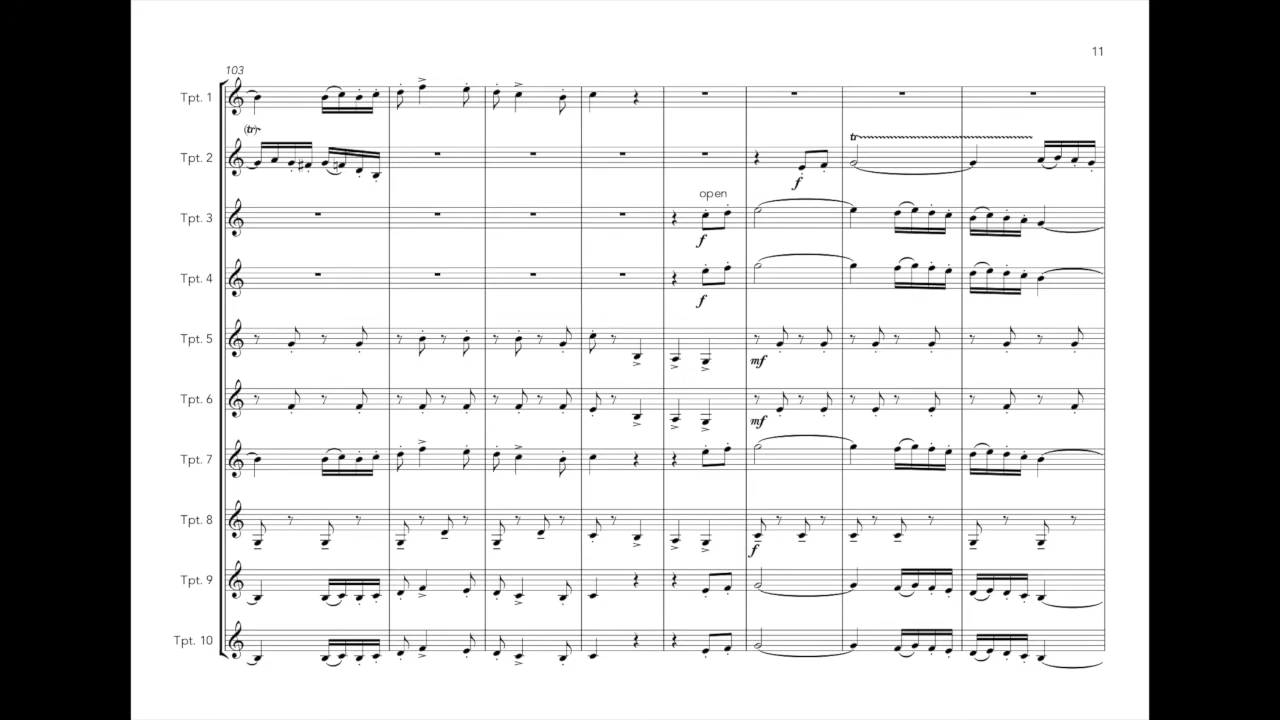 11
103
Tpt. 1
(tr)
Tpt. 2
tr
f
open
Tpt. 3
f
Tpt. 4
f
Tpt. 5
mf
Tpt. 6
mf
Tpt. 7
Tpt. 8
f
Tpt. 9
Tpt. 10